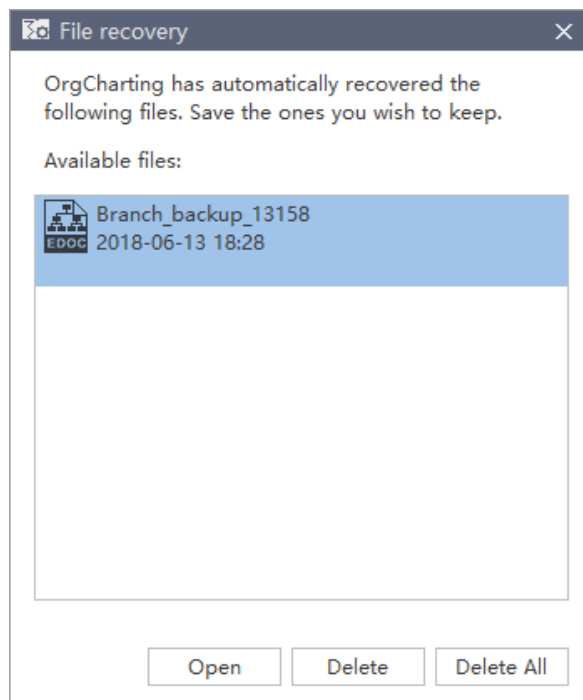 File recovery
OrgCharting has automatically recovered the
following files. Save the ones you wish to keep.
Available files:
Branch_backup_13158
EDOC
2018-06-13 18:28
Open
Delete
Delete All